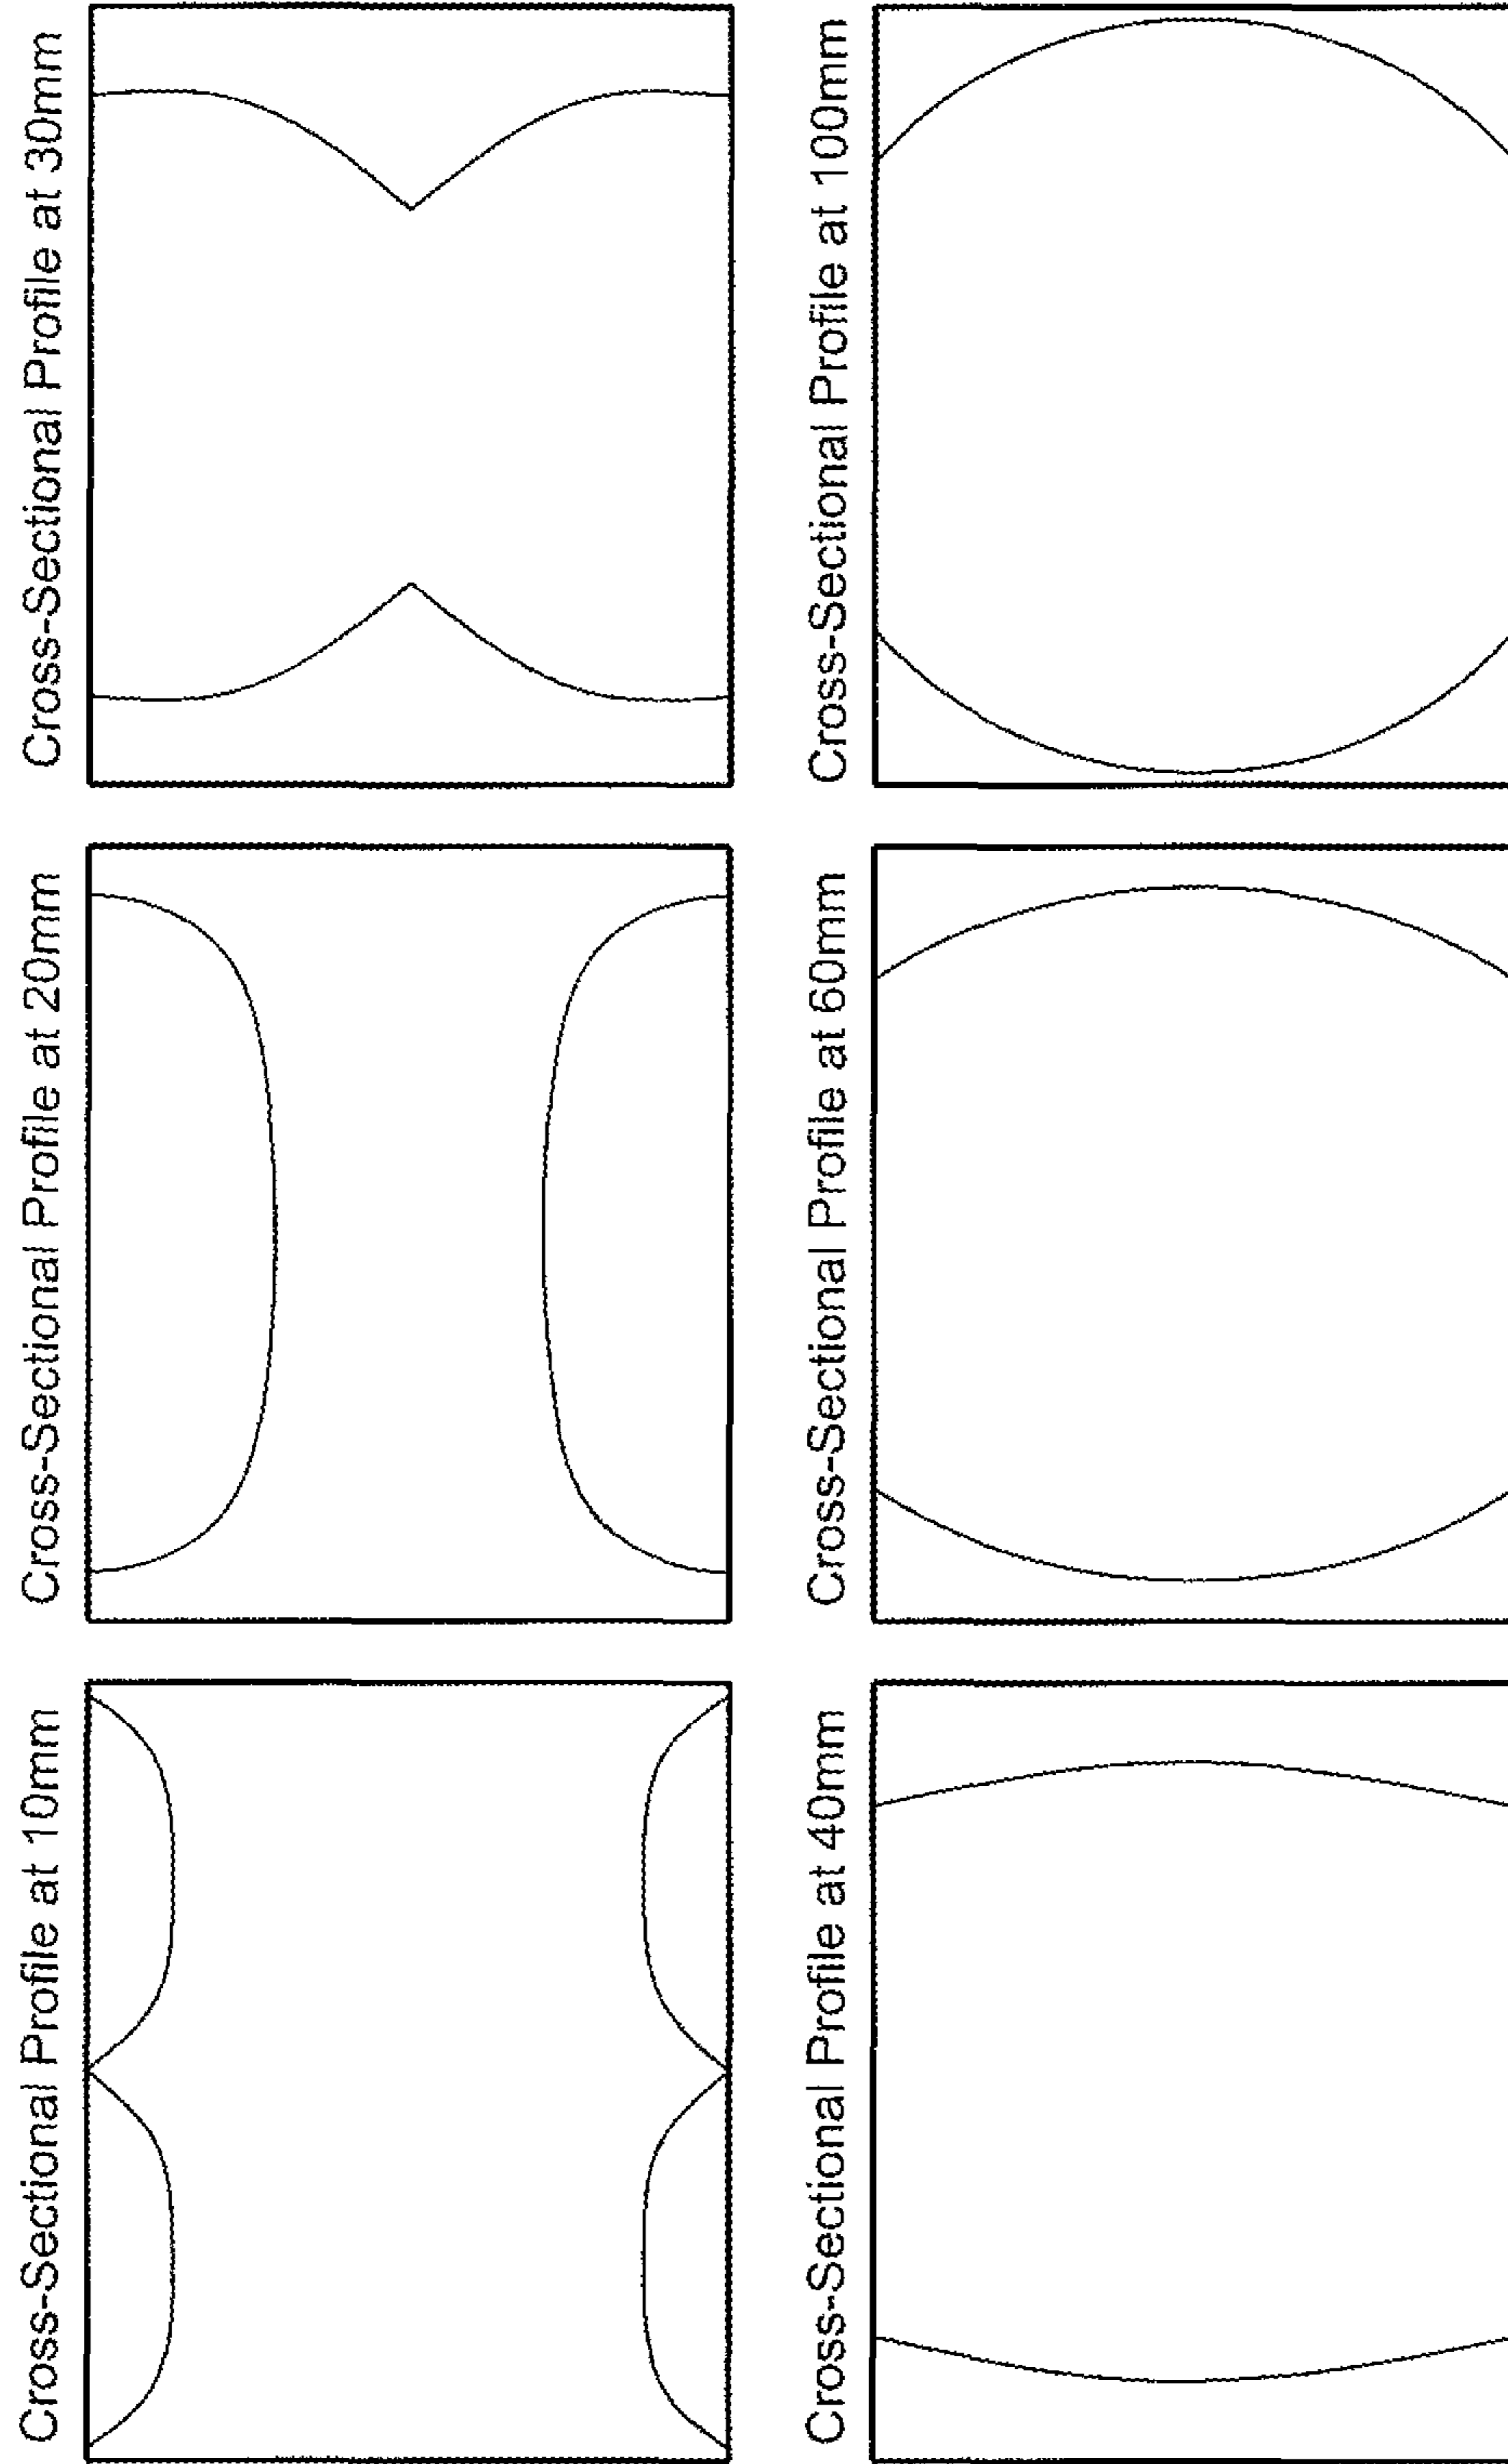 Cross-Sectional Profile at 10mm
Cross-Sectional Profile at 20mm
Cross-Sectional Profile at 30mm
Cross-Sectional Profile at 40mm
Cross-Sectional Profile at 60mm
Cross-Sectional Profile at 100mm